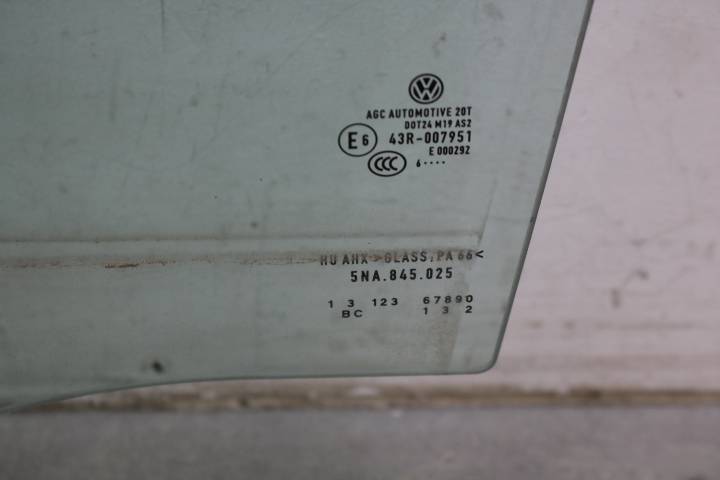 AGC AUTOMOTIVE 20T
DOT24 M19 AS2
E6 43R-007951
E 000292
CCC 6····
HU AHX >GLASS,PA 66<
5NA.845.025
1 3 123 67890
BC 1 3 2